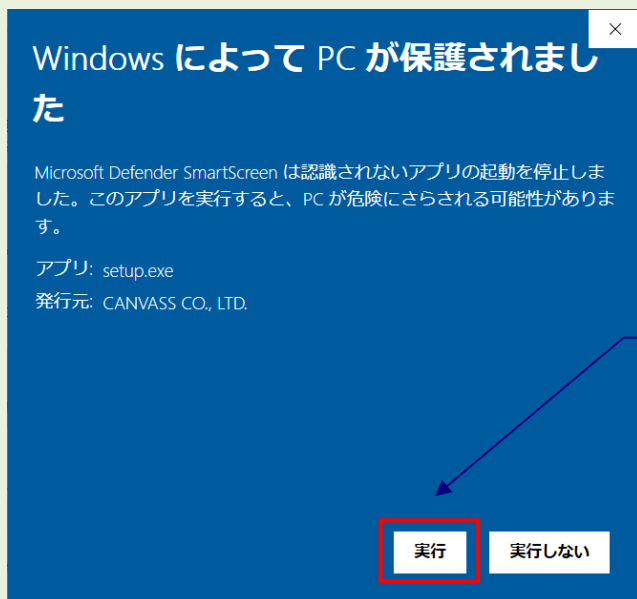 Windows によって PC が保護されまし
た
Microsoft Defender SmartScreen は認識されないアプリの起動を停止しま
した。このアプリを実行すると、PC が危険にさらされる可能性がありま
す。
アプリ: setup.exe
発行元: CANVASS CO., LTD.
実行 実行しない